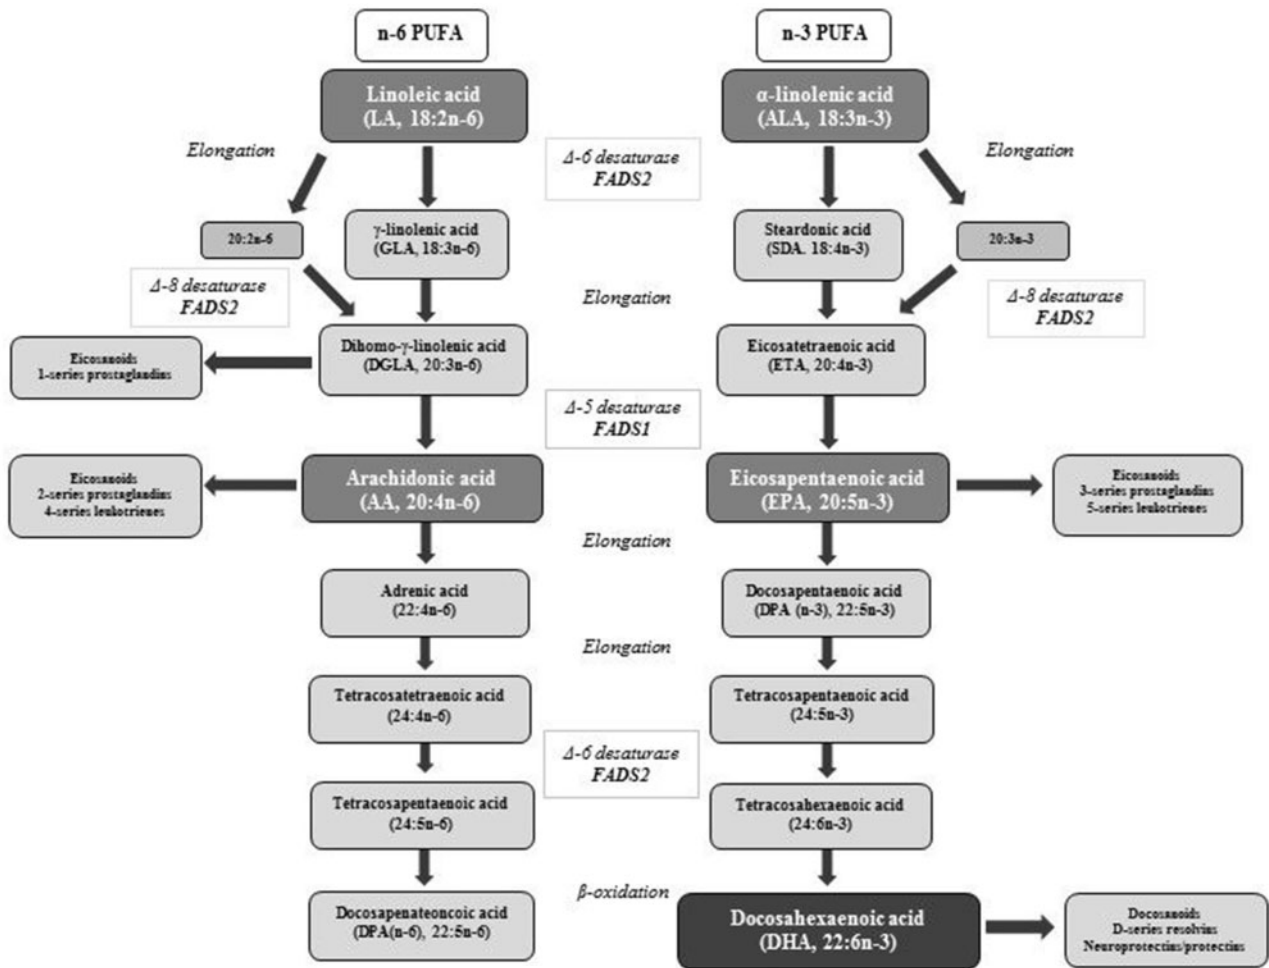 n-6 PUFA
n-3 PUFA
Linoleic acid
(LA, 18:2n-6)
α-linolenic acid
(ALA, 18:3n-3)
Elongation
Δ-6 desaturase
FADS2
Elongation
20:2n-6
γ-linolenic acid
(GLA, 18:3n-6)
Steardonic acid
(SDA. 18:4n-3)
20:3n-3
Δ-8 desaturase
FADS2
Elongation
Δ-8 desaturase
FADS2
Eicosanoids
1-series prostaglandins
Dihomo-γ-linolenic acid
(DGLA, 20:3n-6)
Eicosatetraenoic acid
(ETA, 20:4n-3)
Δ-5 desaturase
FADS1
Eicosanoids
2-series prostaglandins
4-series leukotrienes
Arachidonic acid
(AA, 20:4n-6)
Eicosapentaenoic acid
(EPA, 20:5n-3)
Eicosanoids
3-series prostaglandins
5-series leukotrienes
Elongation
Adrenic acid
(22:4n-6)
Docosapentaenoic acid
(DPA (n-3), 22:5n-3)
Elongation
Tetracosatetraenoic acid
(24:4n-6)
Tetracosapentaenoic acid
(24:5n-3)
Δ-6 desaturase
FADS2
Tetracosapentaenoic acid
(24:5n-6)
Tetracosahexaenoic acid
(24:6n-3)
β-oxidation
Docosapenateoncoic acid
(DPA(n-6), 22:5n-6)
Docosahexaenoic acid
(DHA, 22:6n-3)
Docosanoids
D-series resolvins
Neuroprotectins/protectins